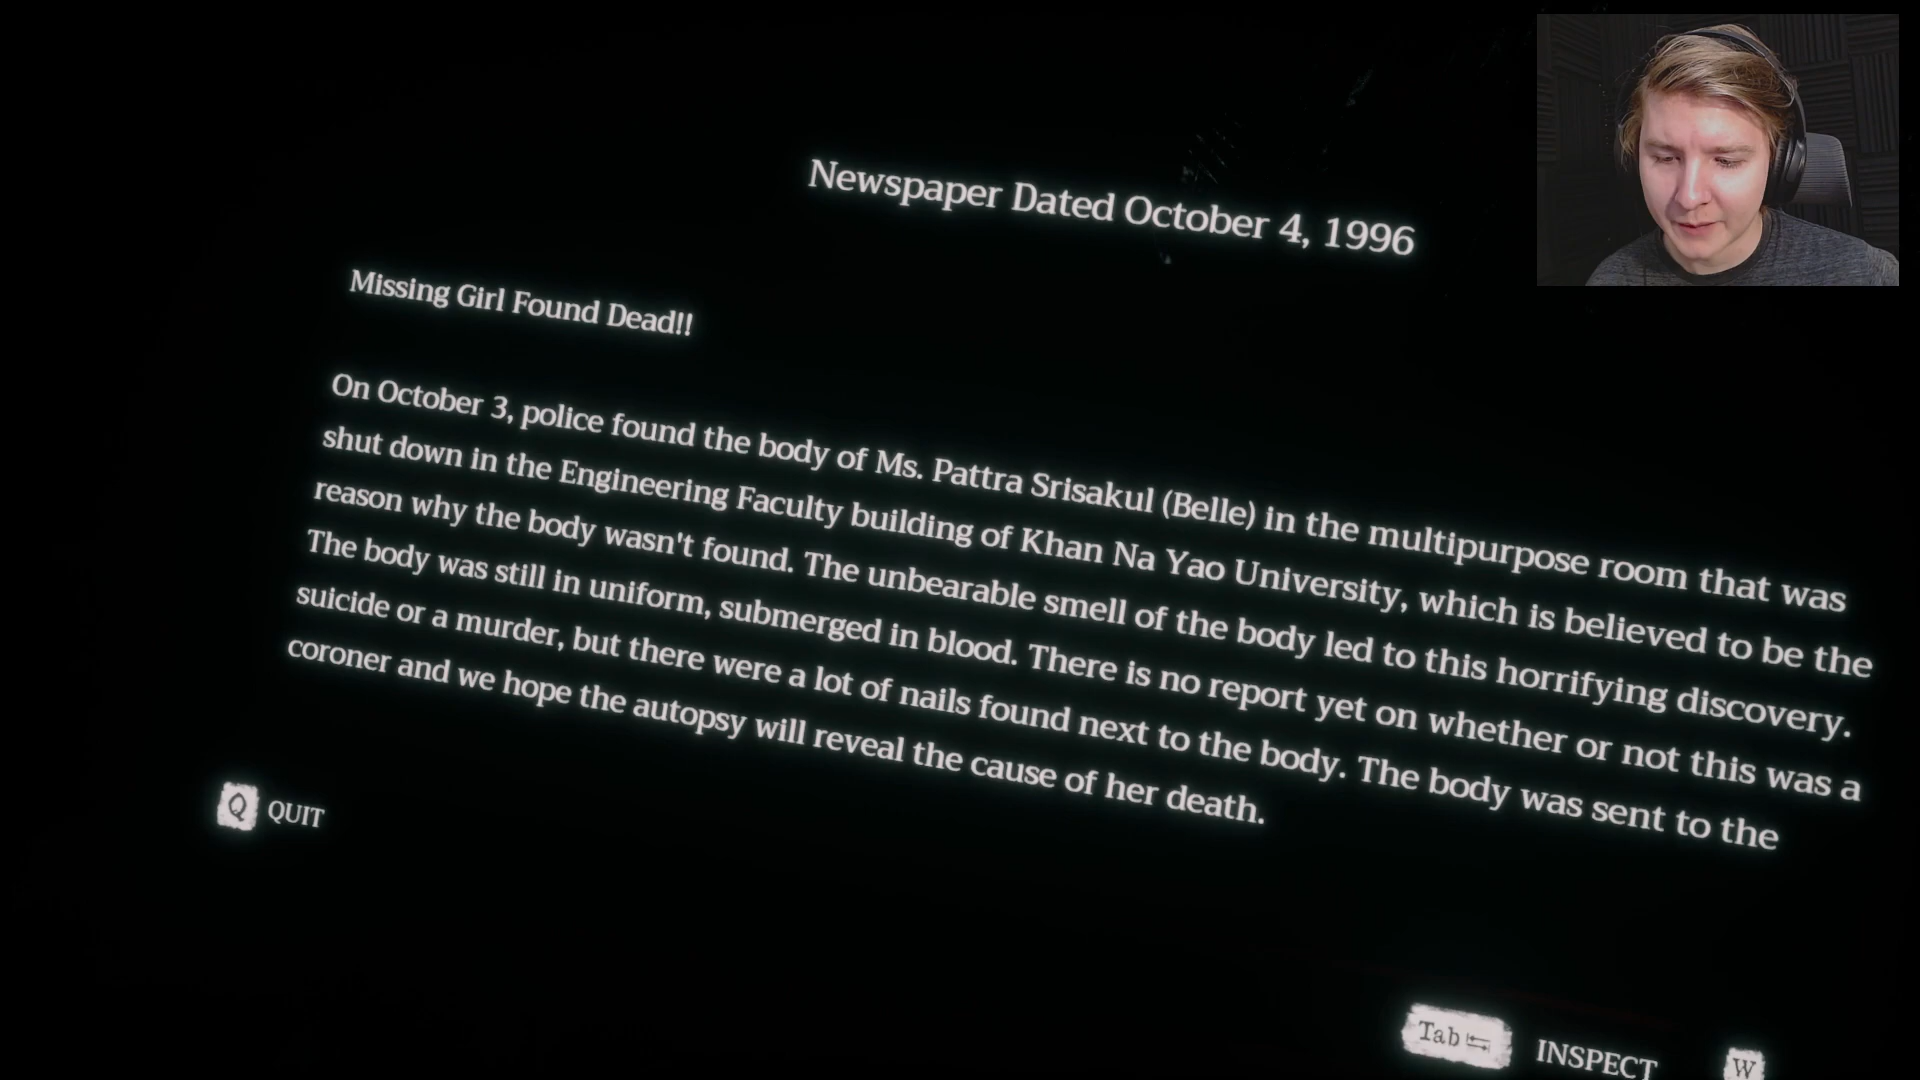 Newspaper Dated October 4, 1996
Missing Girl Found Dead!!
On October 3, police found the body of Ms. Pattra Srisakul (Belle) in the multipurpose room that was
shut down in the Engineering Faculty building of Khan Na Yao University, which is believed to be the
reason why the body wasn't found. The unbearable smell of the body led to this horrifying discovery.
The body was still in uniform, submerged in blood. There is no report yet on whether or not this was a
suicide or a murder, but there were a lot of nails found next to the body. The body was sent to the
coroner and we hope the autopsy will reveal the cause of her death.
Q QUIT
Tab INSPECT W